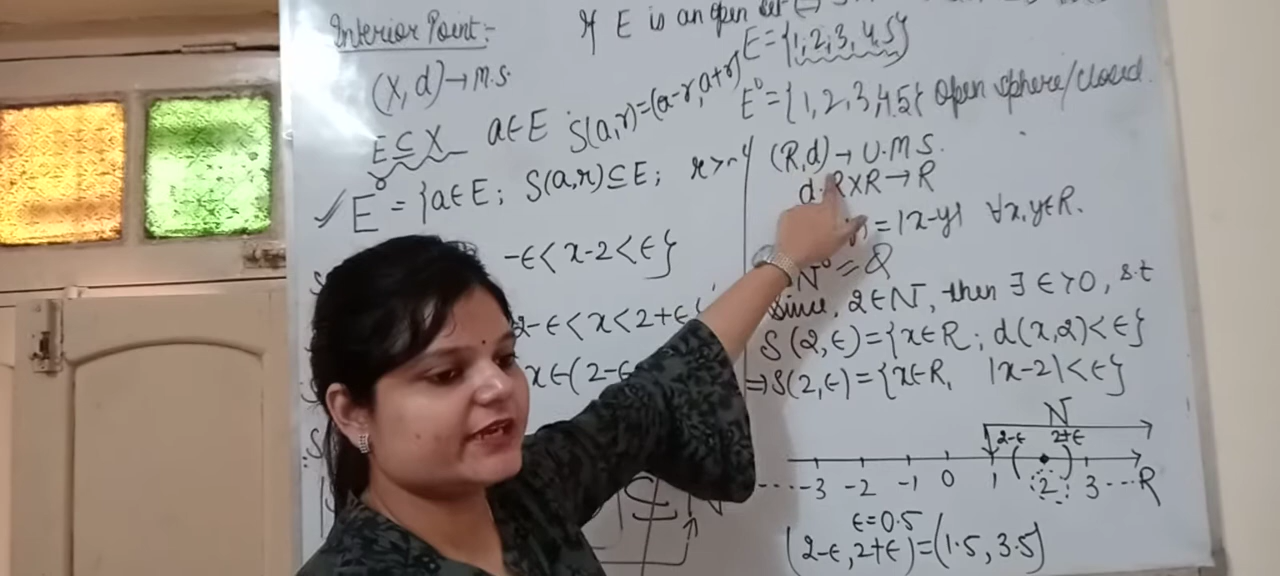 Interior Point:-
(X, d) → M.S.
E ⊆ X a ∈ E S(a,r)=(a-r, a+r)
✓ E° = {a∈E ; S(a,r)⊆E ; r>
-ϵ< x-2 <ϵ}
2-ϵ < x < 2+ϵ
x∈(2-ϵ
If E is an open set
E = {1,2,3,4,5}
E° = {1,2,3,4,5} Open sphere/closed
(R,d) → U.M.S.
d: R×R → R
=|x-y| ∀x,y∈R.
N° = Q
Since, 2∈N, then ∃ ϵ>0, s.t
S(2,ϵ)={x∈R ; d(x,2)<ϵ}
⇒S(2,ϵ)={x∈R, |x-2|<ϵ}
N
2-ϵ 2+ϵ
-3 -2 -1 0 1 2 3 ... R
ϵ=0.5
(2-ϵ, 2+ϵ)=(1.5, 3.5)